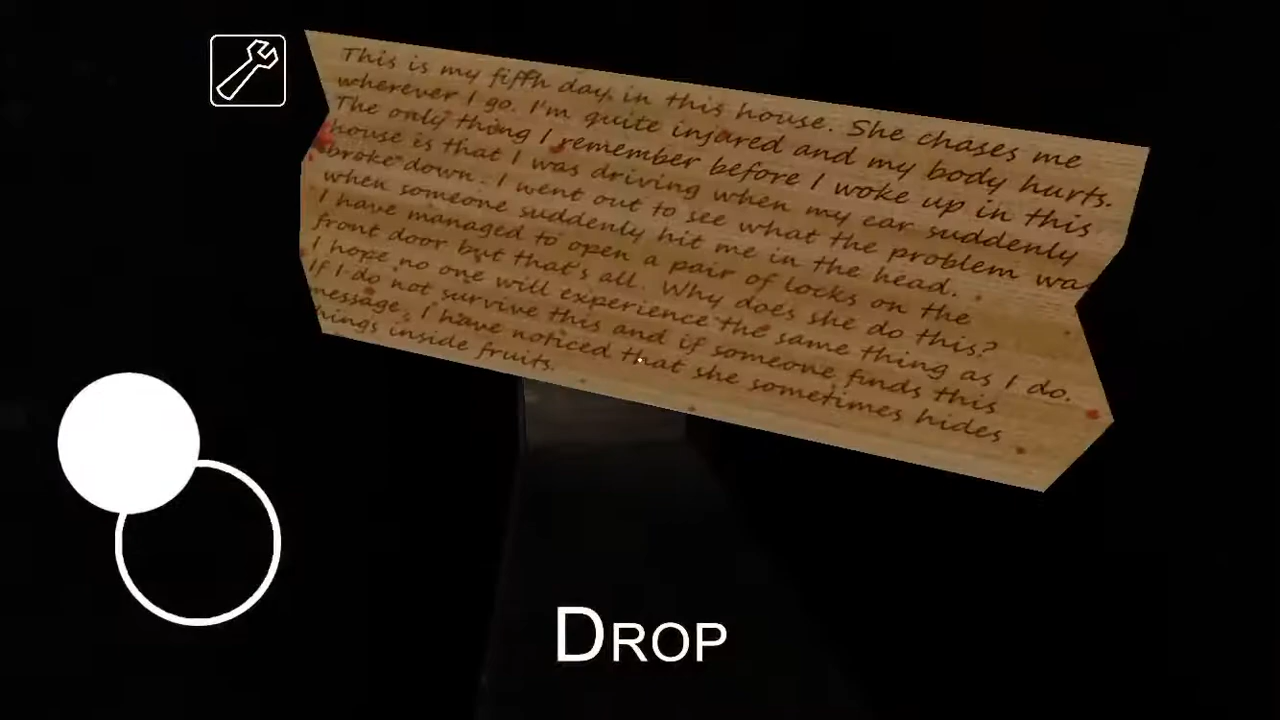 This is my fifth day in this house. She chases me
wherever I go. I'm quite injured and my body hurts.
The only thing I remember before I woke up in this
house is that I was driving when my car suddenly
broke down. I went out to see what the problem was
when someone suddenly hit me in the head.
I have managed to open a pair of locks on the
front door but that's all. Why does she do this?
I hope no one will experience the same thing as I do.
If I do not survive this and if someone finds this
message, I have noticed that she sometimes hides
things inside fruits.
DROP